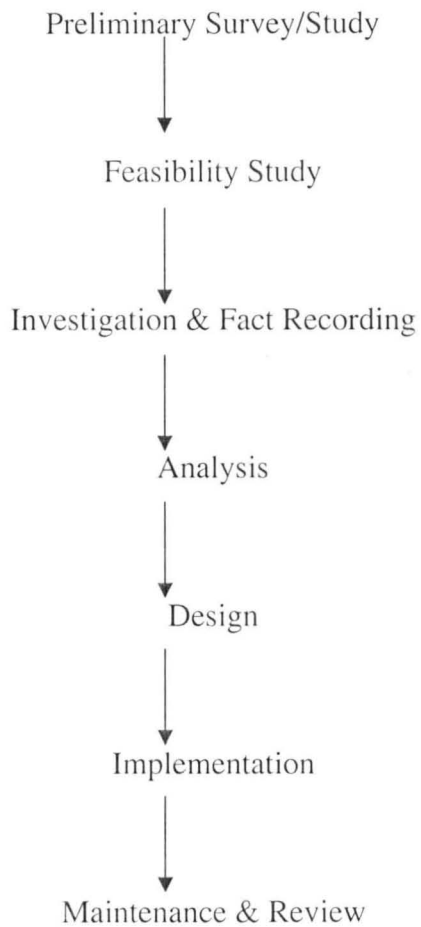 Preliminary Survey/Study
Feasibility Study
Investigation & Fact Recording
Analysis
Design
Implementation
Maintenance & Review